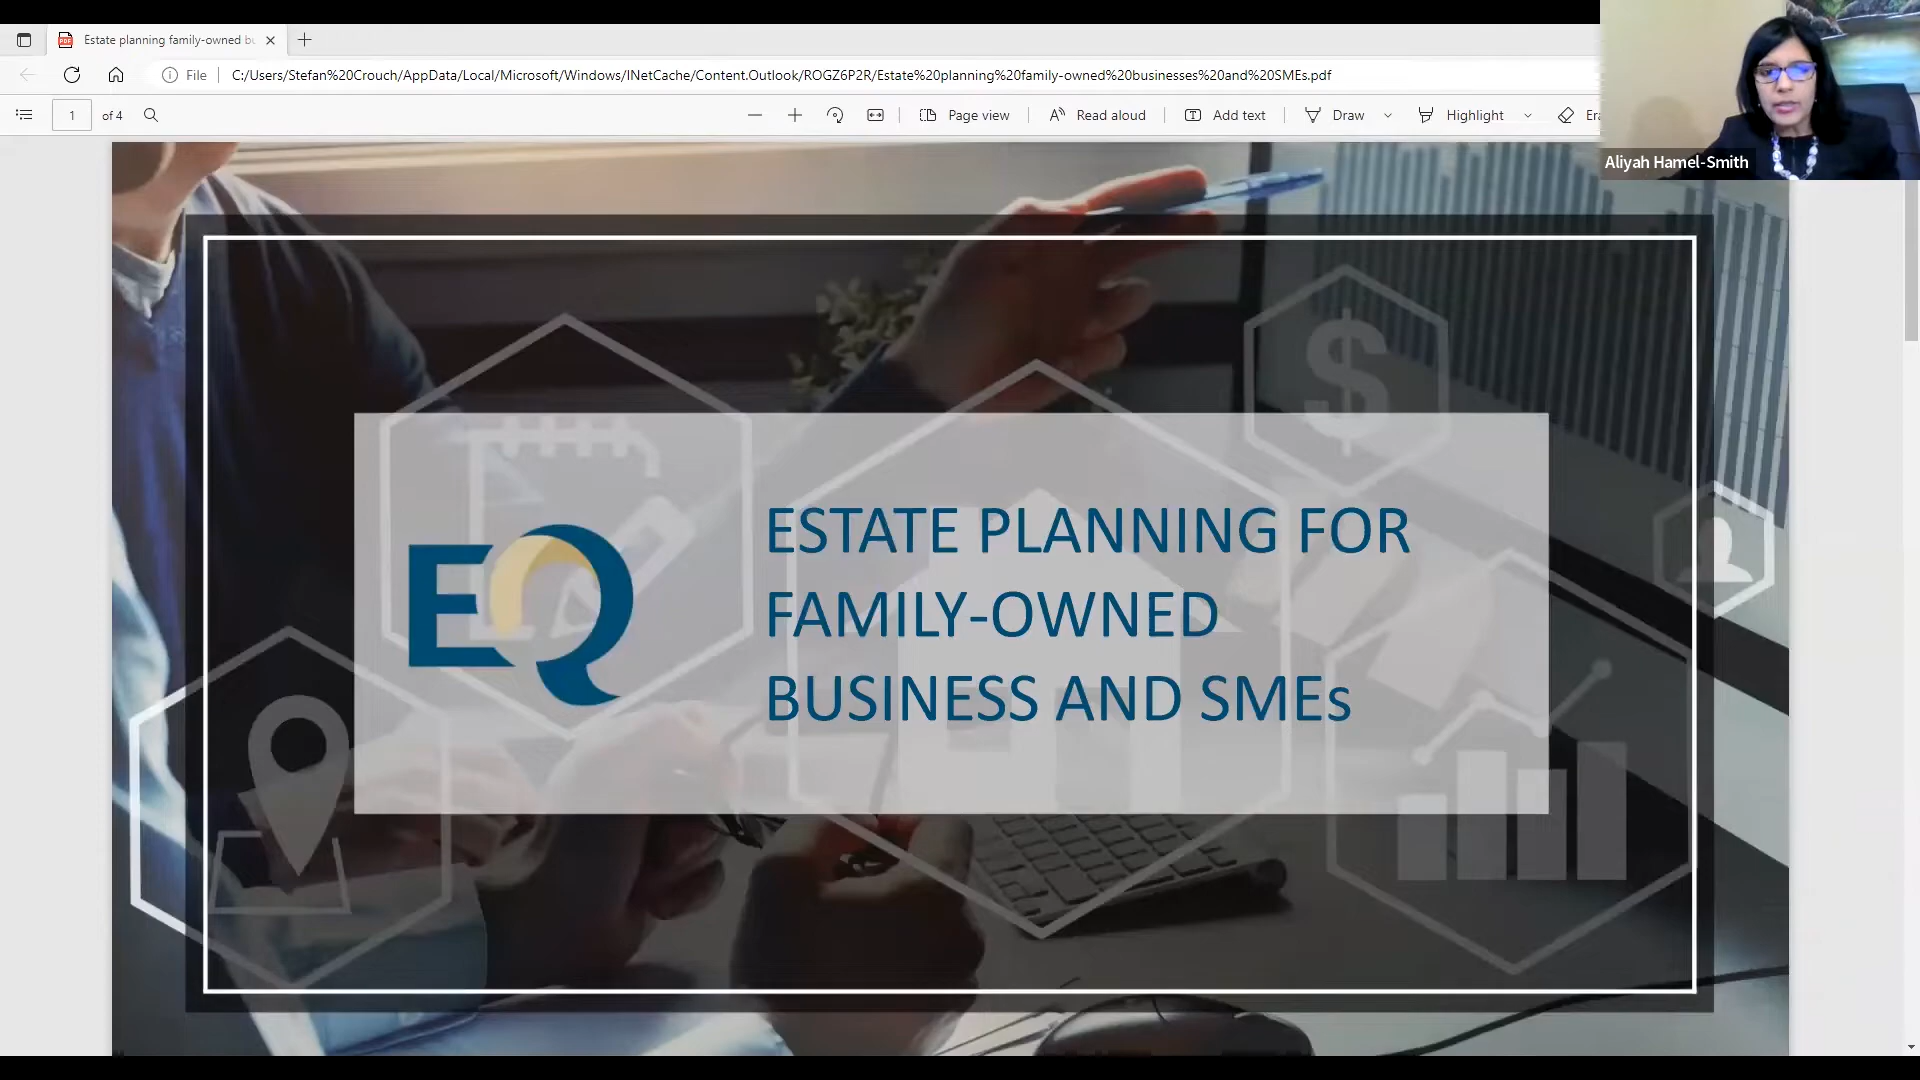 Estate planning family-owned bu
File
C:/Users/Stefan%20Crouch/AppData/Local/Microsoft/Windows/INetCache/Content.Outlook/ROGZ6P2R/Estate%20planning%20family-owned%20businesses%20and%20SMEs.pdf
1 of 4
Page view
Read aloud
Add text
Draw
Highlight
Era
Aliyah Hamel-Smith
$
EQ
ESTATE PLANNING FOR
FAMILY-OWNED
BUSINESS AND SMEs